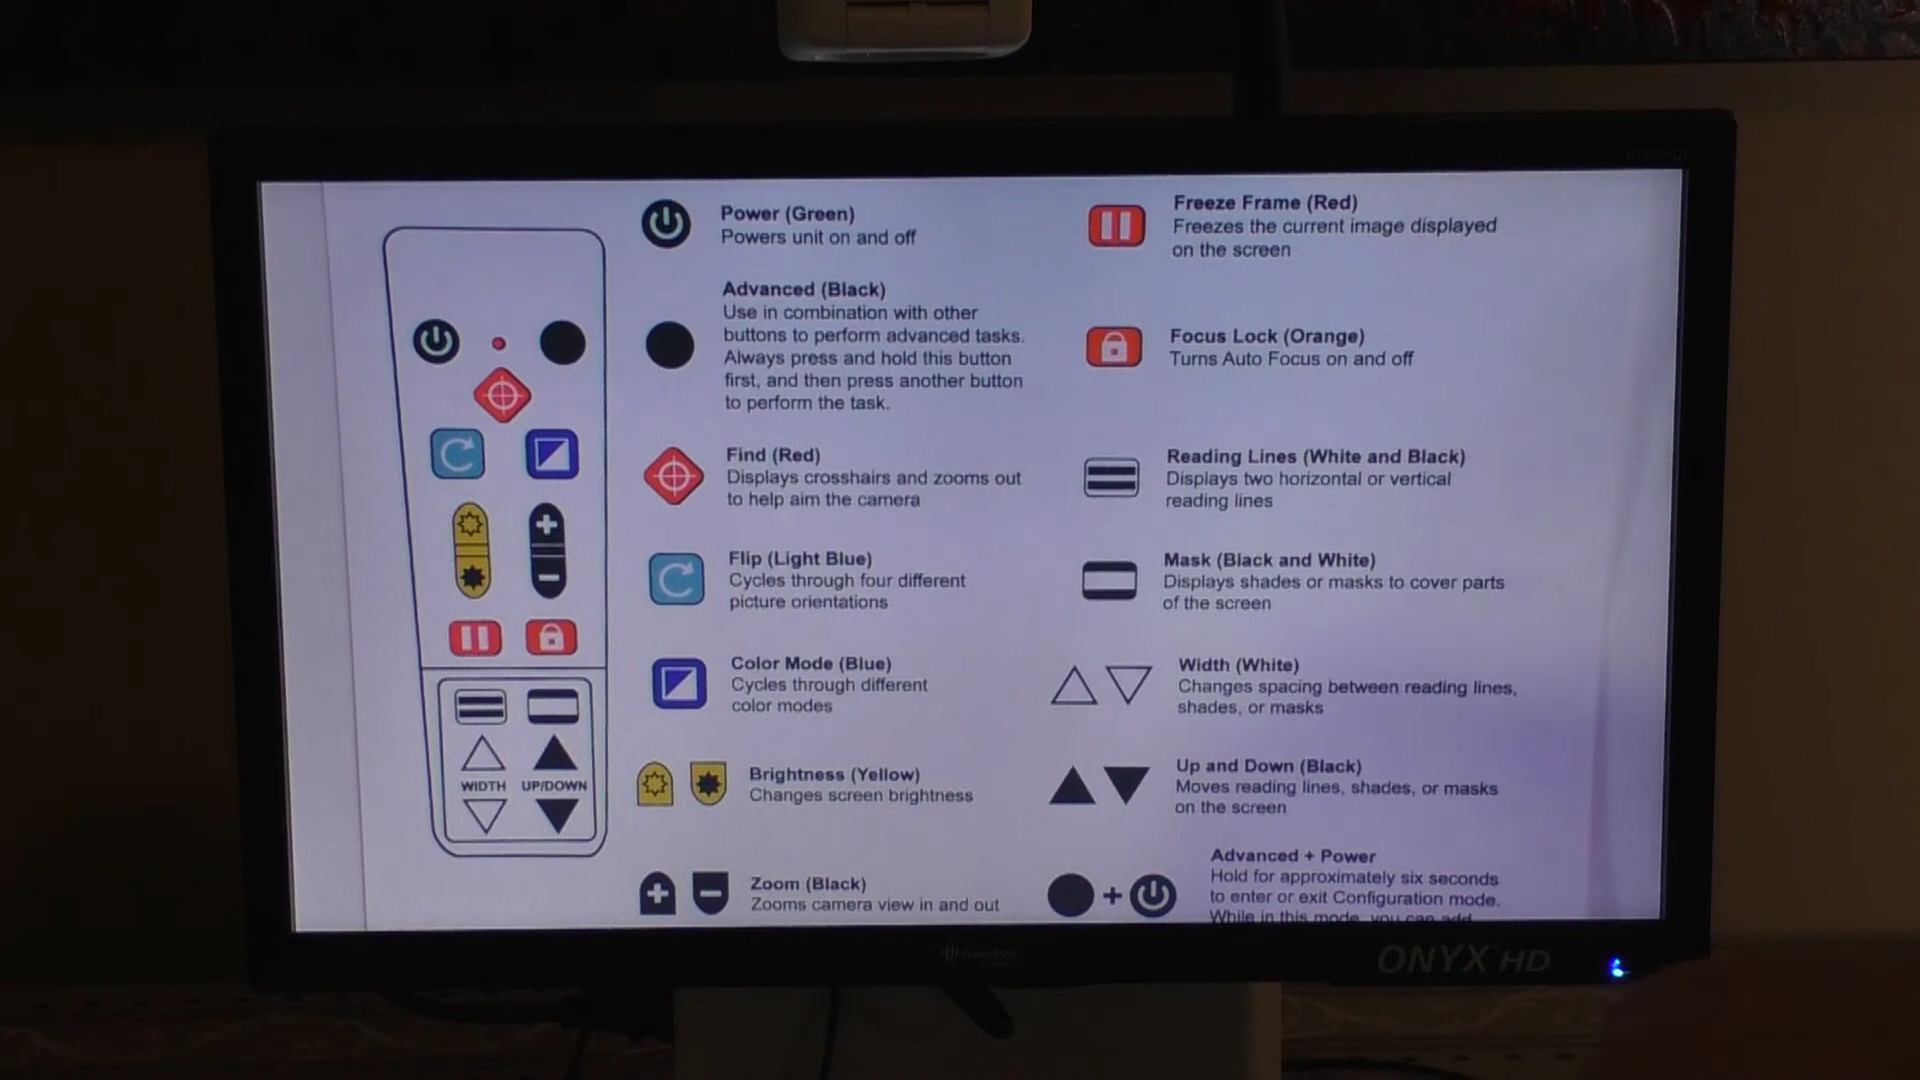 WIDTH UP/DOWN
Power (Green)
Powers unit on and off
Advanced (Black)
Use in combination with other
buttons to perform advanced tasks.
Always press and hold this button
first, and then press another button
to perform the task.
Find (Red)
Displays crosshairs and zooms out
to help aim the camera
Flip (Light Blue)
Cycles through four different
picture orientations
Color Mode (Blue)
Cycles through different
color modes
Brightness (Yellow)
Changes screen brightness
Zoom (Black)
Zooms camera view in and out
Freeze Frame (Red)
Freezes the current image displayed
on the screen
Focus Lock (Orange)
Turns Auto Focus on and off
Reading Lines (White and Black)
Displays two horizontal or vertical
reading lines
Mask (Black and White)
Displays shades or masks to cover parts
of the screen
Width (White)
Changes spacing between reading lines,
shades, or masks
Up and Down (Black)
Moves reading lines, shades, or masks
on the screen
Advanced + Power
Hold for approximately six seconds
to enter or exit Configuration mode.
While in this mode, you can add
ONYX HD